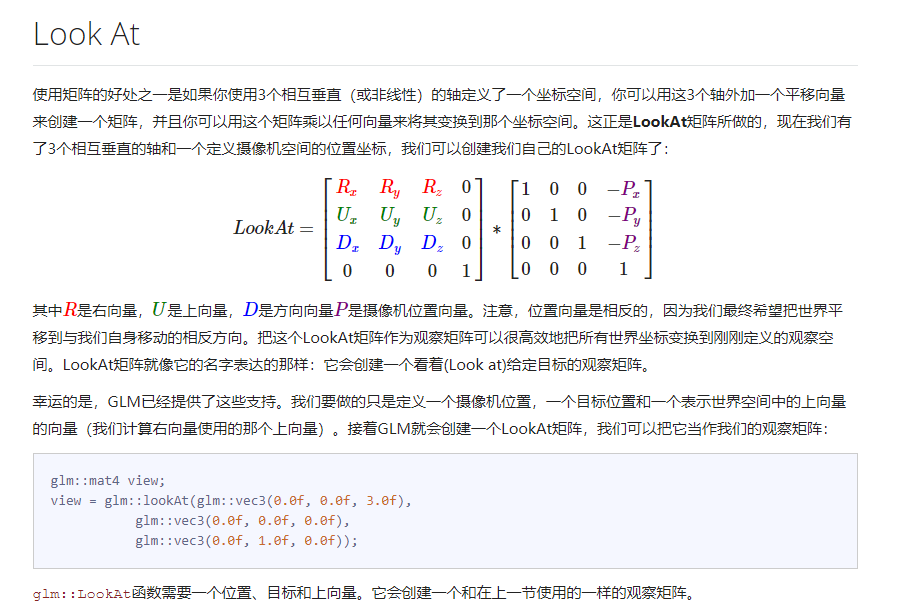 Look At
使用矩阵的好处之一是如果你使用3个相互垂直（或非线性）的轴定义了一个坐标空间，你可以用这3个轴外加一个平移向量
来创建一个矩阵，并且你可以用这个矩阵乘以任何向量来将其变换到那个坐标空间。这正是LookAt矩阵所做的，现在我们有
了3个相互垂直的轴和一个定义摄像机空间的位置坐标，我们可以创建我们自己的LookAt矩阵了：
Rx Ry Rz 0 1 0 0 −Px
Ux Uy Uz 0 0 1 0 −Py
LookAt = *
Dx Dy Dz 0 0 0 1 −Pz
0 0 0 1 0 0 0 1
其中R是右向量，U是上向量，D是方向向量P是摄像机位置向量。注意，位置向量是相反的，因为我们最终希望把世界平
移到与我们自身移动的相反方向。把这个LookAt矩阵作为观察矩阵可以很高效地把所有世界坐标变换到刚刚定义的观察空
间。LookAt矩阵就像它的名字表达的那样：它会创建一个看着(Look at)给定目标的观察矩阵。
幸运的是，GLM已经提供了这些支持。我们要做的只是定义一个摄像机位置，一个目标位置和一个表示世界空间中的上向量
的向量（我们计算右向量使用的那个上向量）。接着GLM就会创建一个LookAt矩阵，我们可以把它当作我们的观察矩阵：
glm::mat4 view;
view = glm::lookAt(glm::vec3(0.0f, 0.0f, 3.0f),
glm::vec3(0.0f, 0.0f, 0.0f),
glm::vec3(0.0f, 1.0f, 0.0f));
glm::LookAt函数需要一个位置、目标和上向量。它会创建一个和在上一节使用的一样的观察矩阵。